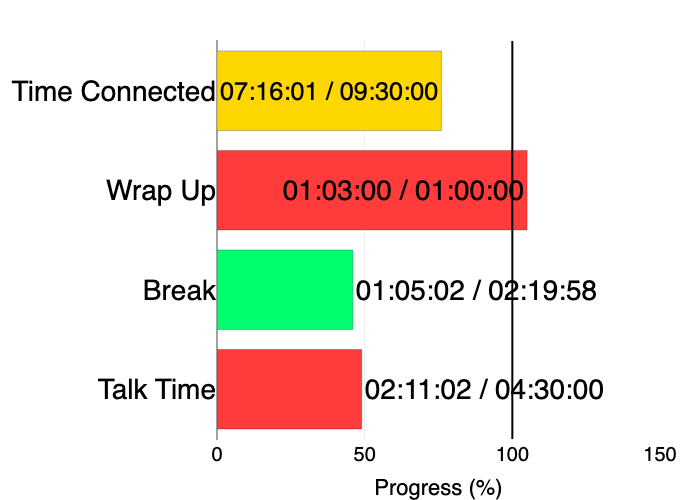 Time Connected 07:16:01 / 09:30:00
Wrap Up 01:03:00 / 01:00:00
Break 01:05:02 / 02:19:58
Talk Time 02:11:02 / 04:30:00
0 50 100 150
Progress (%)